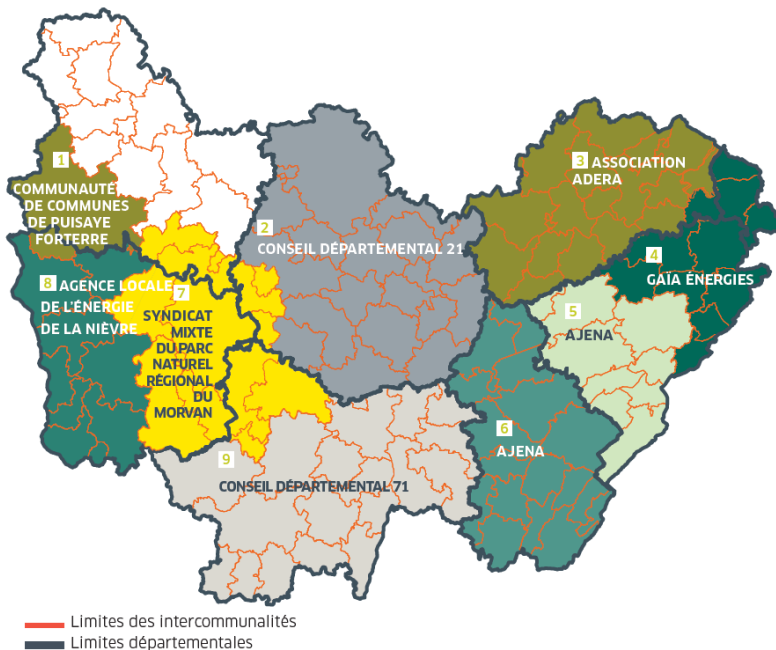 1
COMMUNAUTÉ
DE COMMUNES
DE PUISAYE
FORTERRE
2
CONSEIL DÉPARTEMENTAL 21
3 ASSOCIATION
ADERA
4
GAÏA ÉNERGIES
5
AJENA
6
AJENA
7
SYNDICAT
MIXTE
DU PARC
NATUREL
RÉGIONAL
DU
MORVAN
8 AGENCE LOCALE
DE L'ÉNERGIE
DE LA NIÈVRE
9
CONSEIL DÉPARTEMENTAL 71
Limites des intercommunalités
Limites départementales